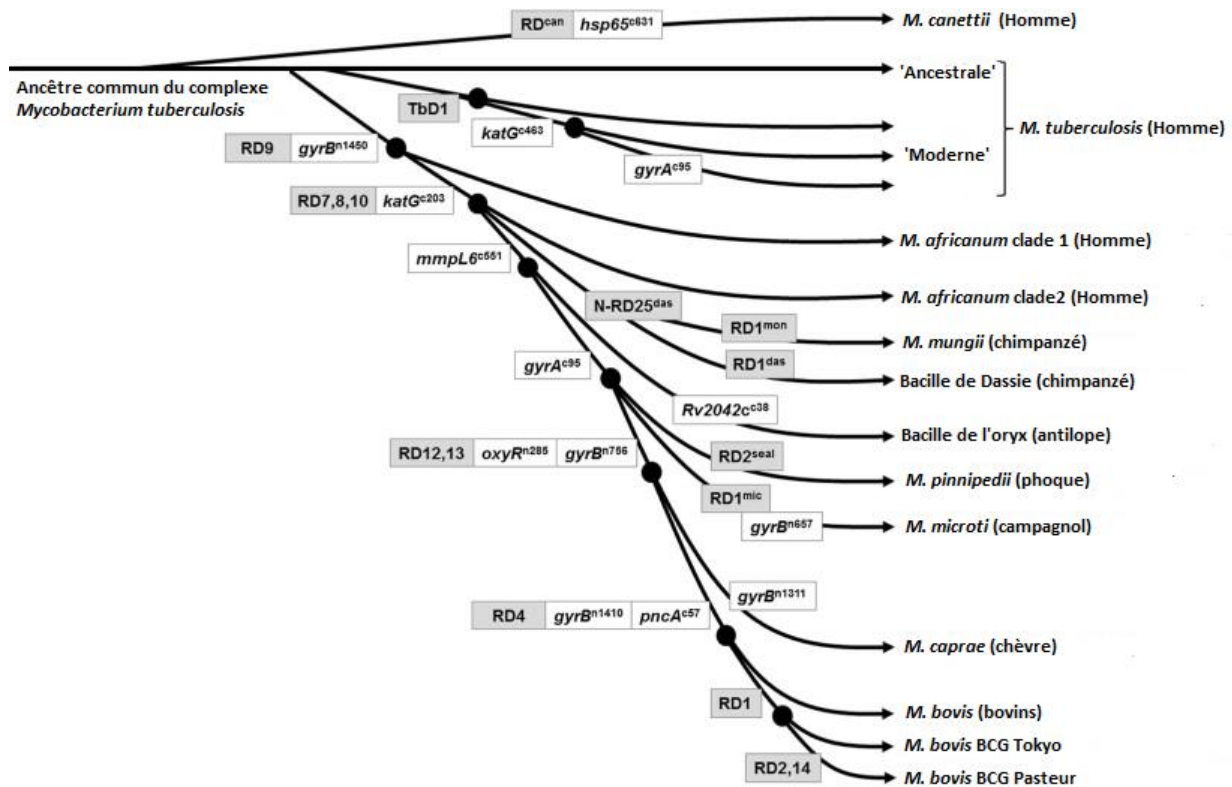 RDcan hsp65c631
M. canettii (Homme)
Ancêtre commun du complexe
Mycobacterium tuberculosis
'Ancestrale'
TbD1
katGc463
gyrAc95
'Moderne'
M. tuberculosis (Homme)
RD9 gyrBn1450
RD7,8,10 katGc203
M. africanum clade 1 (Homme)
mmpL6c551
M. africanum clade2 (Homme)
N-RD25das
RD1mon
M. mungii (chimpanzé)
RD1das
Bacille de Dassie (chimpanzé)
gyrAc95
Rv2042cc38
Bacille de l'oryx (antilope)
RD12,13 oxyRn285 gyrBn756
RD2seal
M. pinnipedii (phoque)
RD1mic
gyrBn657
M. microti (campagnol)
gyrBn1311
RD4 gyrBn1410 pncAc57
M. caprae (chèvre)
RD1
M. bovis (bovins)
M. bovis BCG Tokyo
RD2,14
M. bovis BCG Pasteur